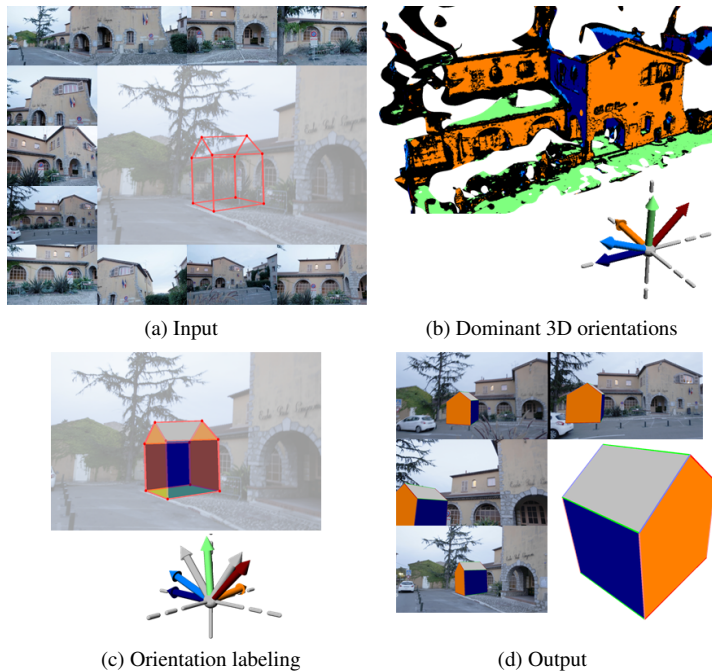 (a) Input
(b) Dominant 3D orientations
(c) Orientation labeling
(d) Output